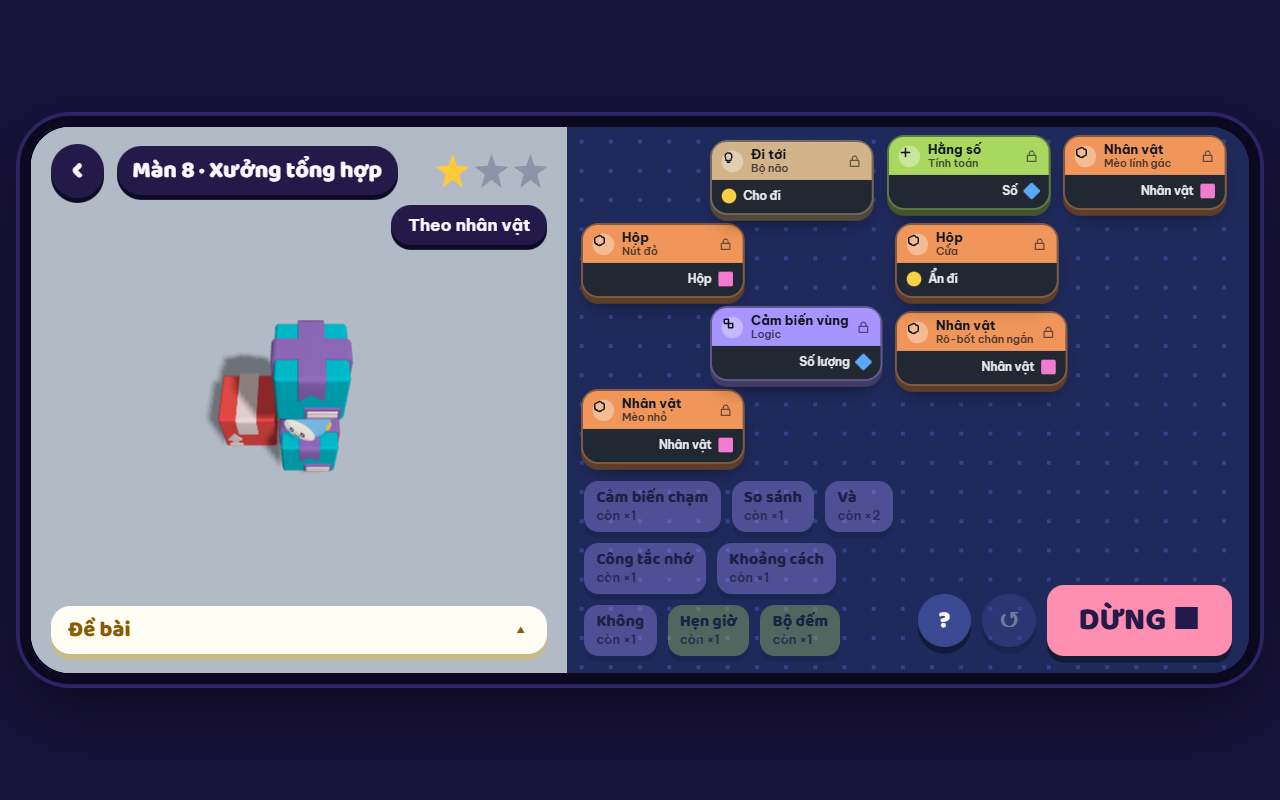 Màn 8 · Xưởng tổng hợp
Theo nhân vật
Đề bài
Đi tới
Bộ não
Cho đi
Hằng số
Tính toán
Số
Nhân vật
Mèo lính gác
Nhân vật
Hộp
Nút đỏ
Hộp
Hộp
Cửa
Ẩn đi
Cảm biến vùng
Logic
Số lượng
Nhân vật
Rô-bốt chân ngắn
Nhân vật
Nhân vật
Mèo nhỏ
Nhân vật
Cảm biến chạm
còn ×1
So sánh
còn ×1
Và
còn ×2
Công tắc nhớ
còn ×1
Khoảng cách
còn ×1
Không
còn ×1
Hẹn giờ
còn ×1
Bộ đếm
còn ×1
?
DỪNG